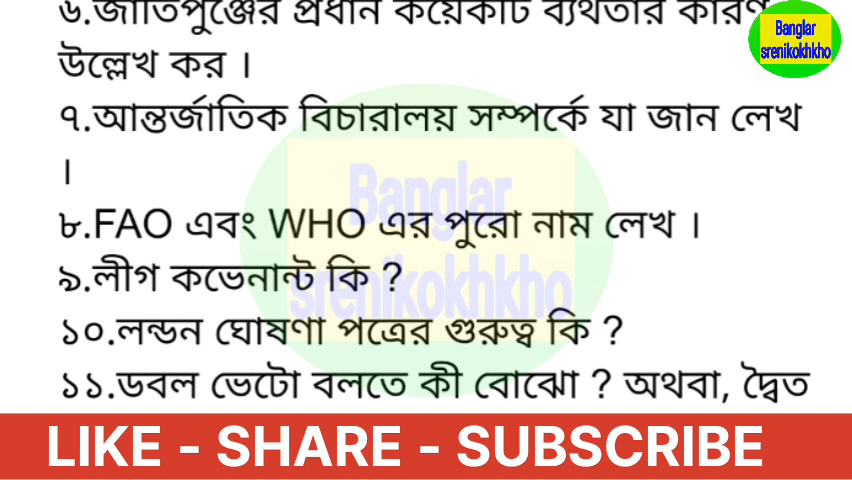 ৬.জাতিপুঞ্জের প্রধান কয়েকটি ব্যর্থতার কারণ
উল্লেখ কর ।
৭.আন্তর্জাতিক বিচারালয় সম্পর্কে যা জান লেখ
।
৮.FAO এবং WHO এর পুরো নাম লেখ ।
৯.লীগ কভেনান্ট কি ?
১০.লন্ডন ঘোষণা পত্রের গুরুত্ব কি ?
১১.ডবল ভেটো বলতে কী বোঝো ? অথবা, দ্বৈত
Banglar
srenikokhkho
Banglar
srenikokhkho
LIKE - SHARE - SUBSCRIBE